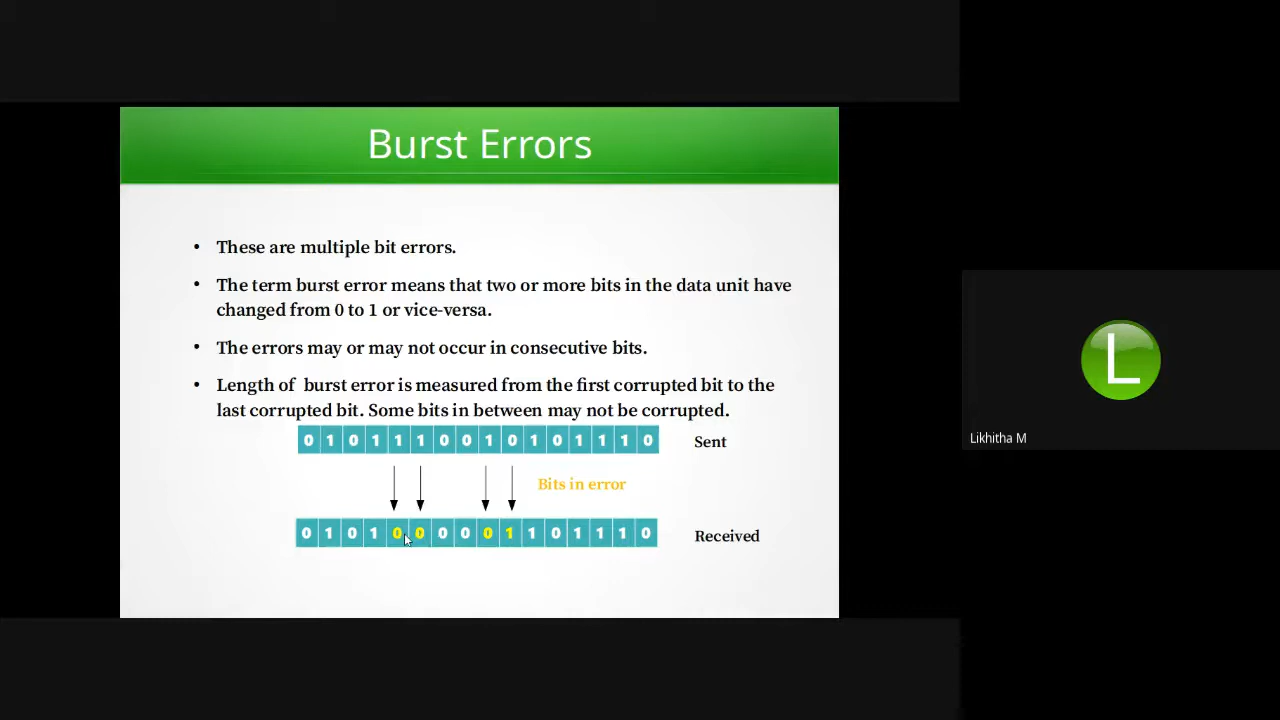 Burst Errors
• These are multiple bit errors.
• The term burst error means that two or more bits in the data unit have
changed from 0 to 1 or vice-versa.
• The errors may or may not occur in consecutive bits.
• Length of burst error is measured from the first corrupted bit to the
last corrupted bit. Some bits in between may not be corrupted.
0 1 0 1 1 1 0 0 1 0 1 0 1 1 1 0 Sent
Bits in error
0 1 0 1 0 0 0 0 0 1 1 0 1 1 1 0 Received
L
Likhitha M